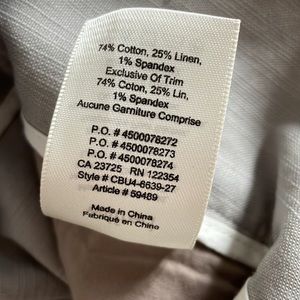 74% Cotton, 25% Linen,
1% Spandex
Exclusive Of Trim
74% Coton, 25% Lin,
1% Spandex
Aucune Garniture Comprise
P.O. # 4500078272
P.O. # 4500078273
P.O. # 4500078274
CA 23725 RN 122354
Style # CBU4-8639-27
Article # 59489
Made in China
Fabriqué en Chine